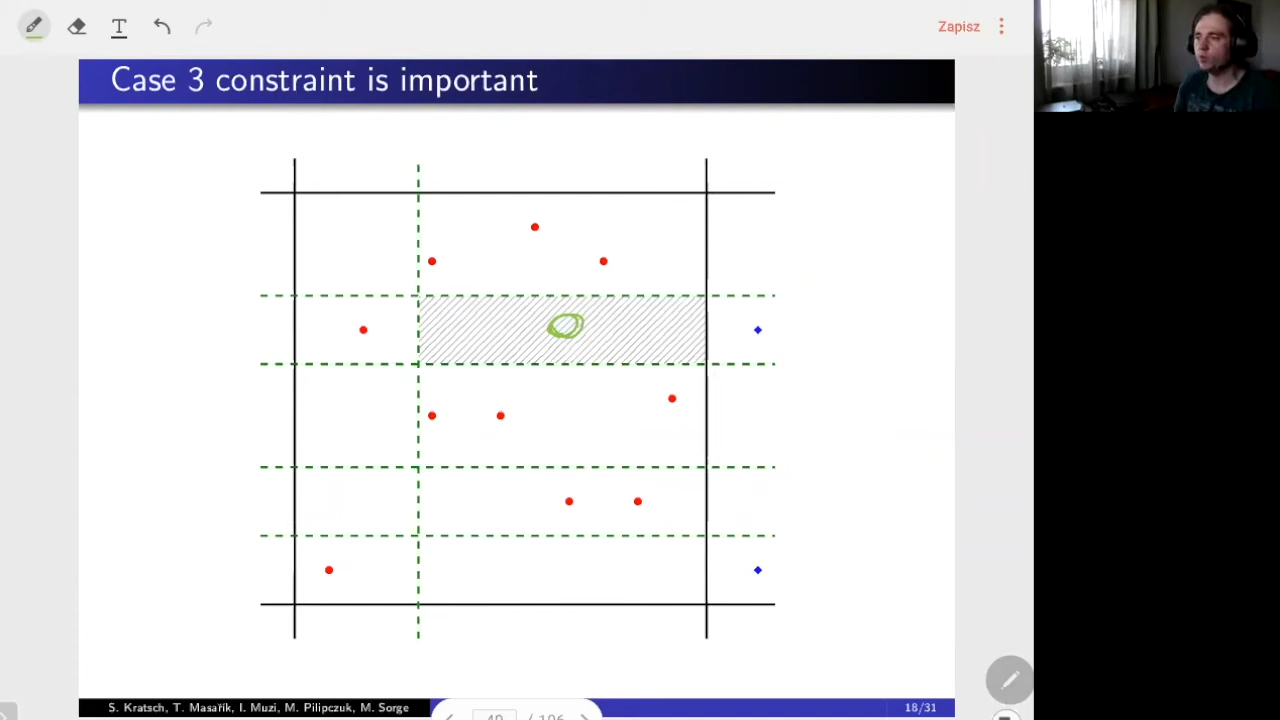 T
Zapisz
Case 3 constraint is important
S. Kratsch, T. Masařík, I. Muzi, M. Pilipczuk, M. Sorge
18/31